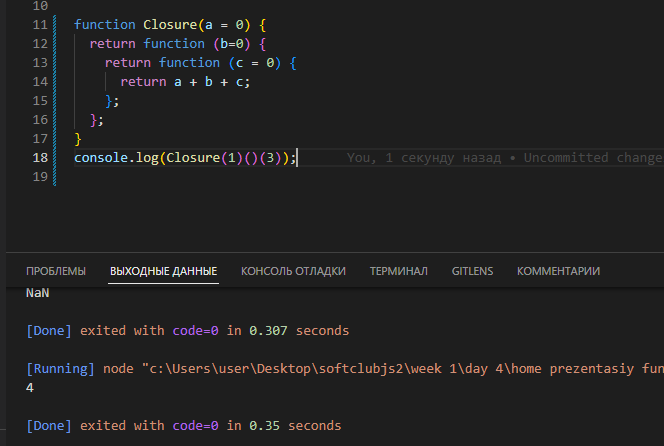 10
11 function Closure(a = 0) {
12 return function (b=0) {
13 return function (c = 0) {
14 return a + b + c;
15 };
16 };
17 }
18 console.log(Closure(1)()(3)); You, 1 секунду назад • Uncommitted change
19
ПРОБЛЕМЫ ВЫХОДНЫЕ ДАННЫЕ КОНСОЛЬ ОТЛАДКИ ТЕРМИНАЛ GITLENS КОММЕНТАРИИ
NaN
[Done] exited with code=0 in 0.307 seconds
[Running] node "c:\Users\user\Desktop\softclubjs2\week 1\day 4\home prezentasiy fun
4
[Done] exited with code=0 in 0.35 seconds